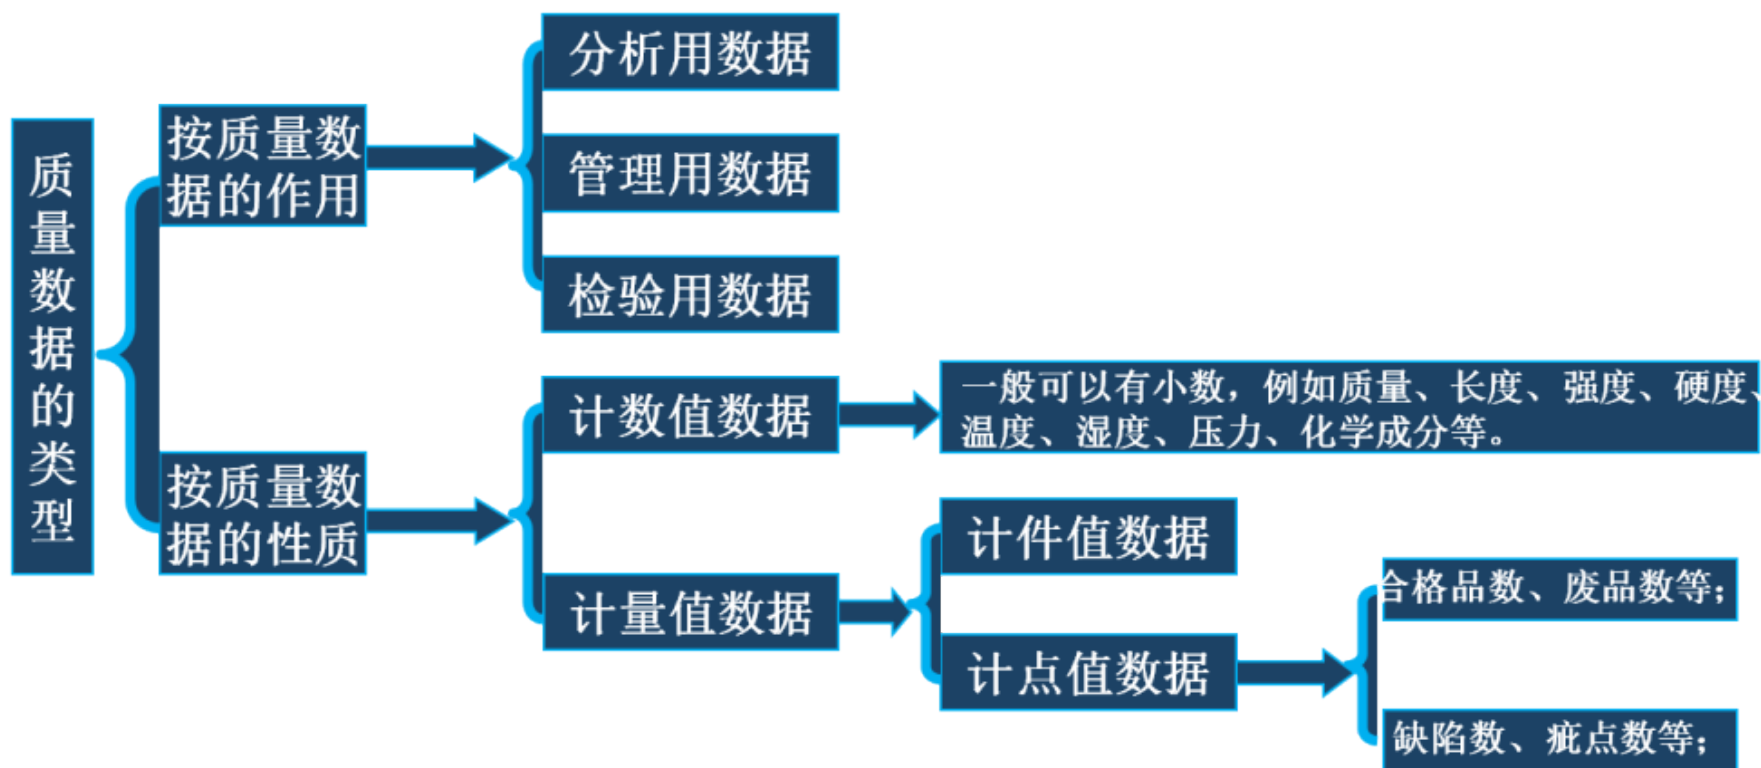 质量数据的类型
按质量数
据的作用
分析用数据
管理用数据
检验用数据
按质量数
据的性质
计数值数据
一般可以有小数，例如质量、长度、强度、硬度、
温度、湿度、压力、化学成分等。
计量值数据
计件值数据
计点值数据
合格品数、废品数等；
缺陷数、疵点数等；